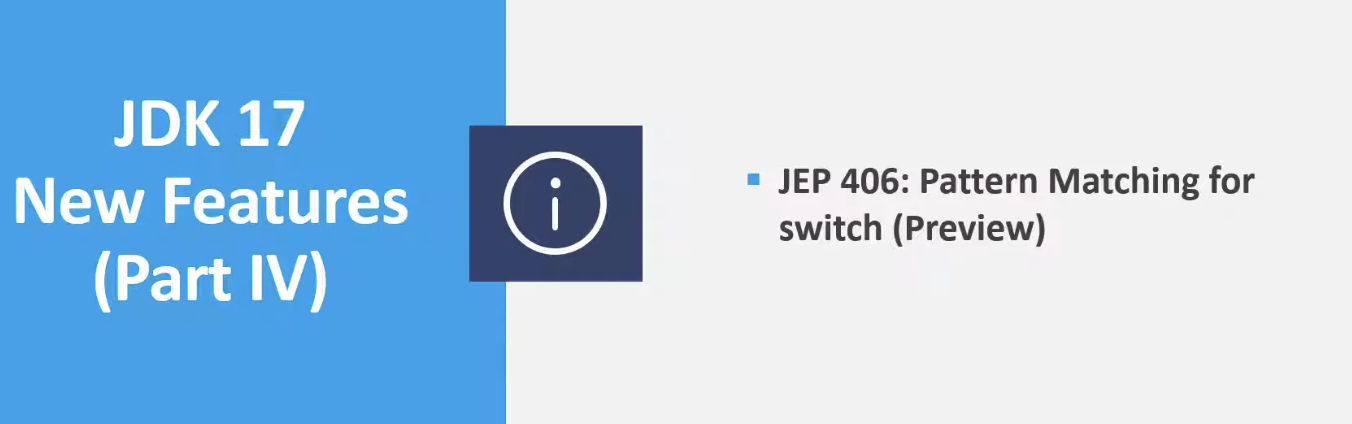 JDK 17
New Features
(Part IV)
▪ JEP 406: Pattern Matching for
switch (Preview)